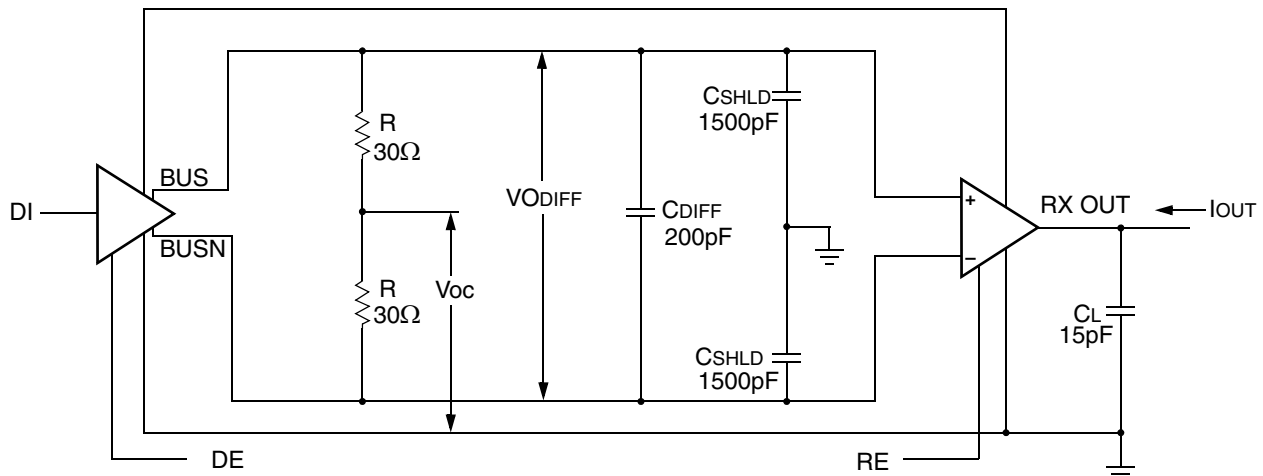 DI
BUS
BUSN
DE
R
30Ω
R
30Ω
VOC
VODIFF
CDIFF
200pF
CSHLD
1500pF
CSHLD
1500pF
+
−
RE
RX OUT
IOUT
CL
15pF